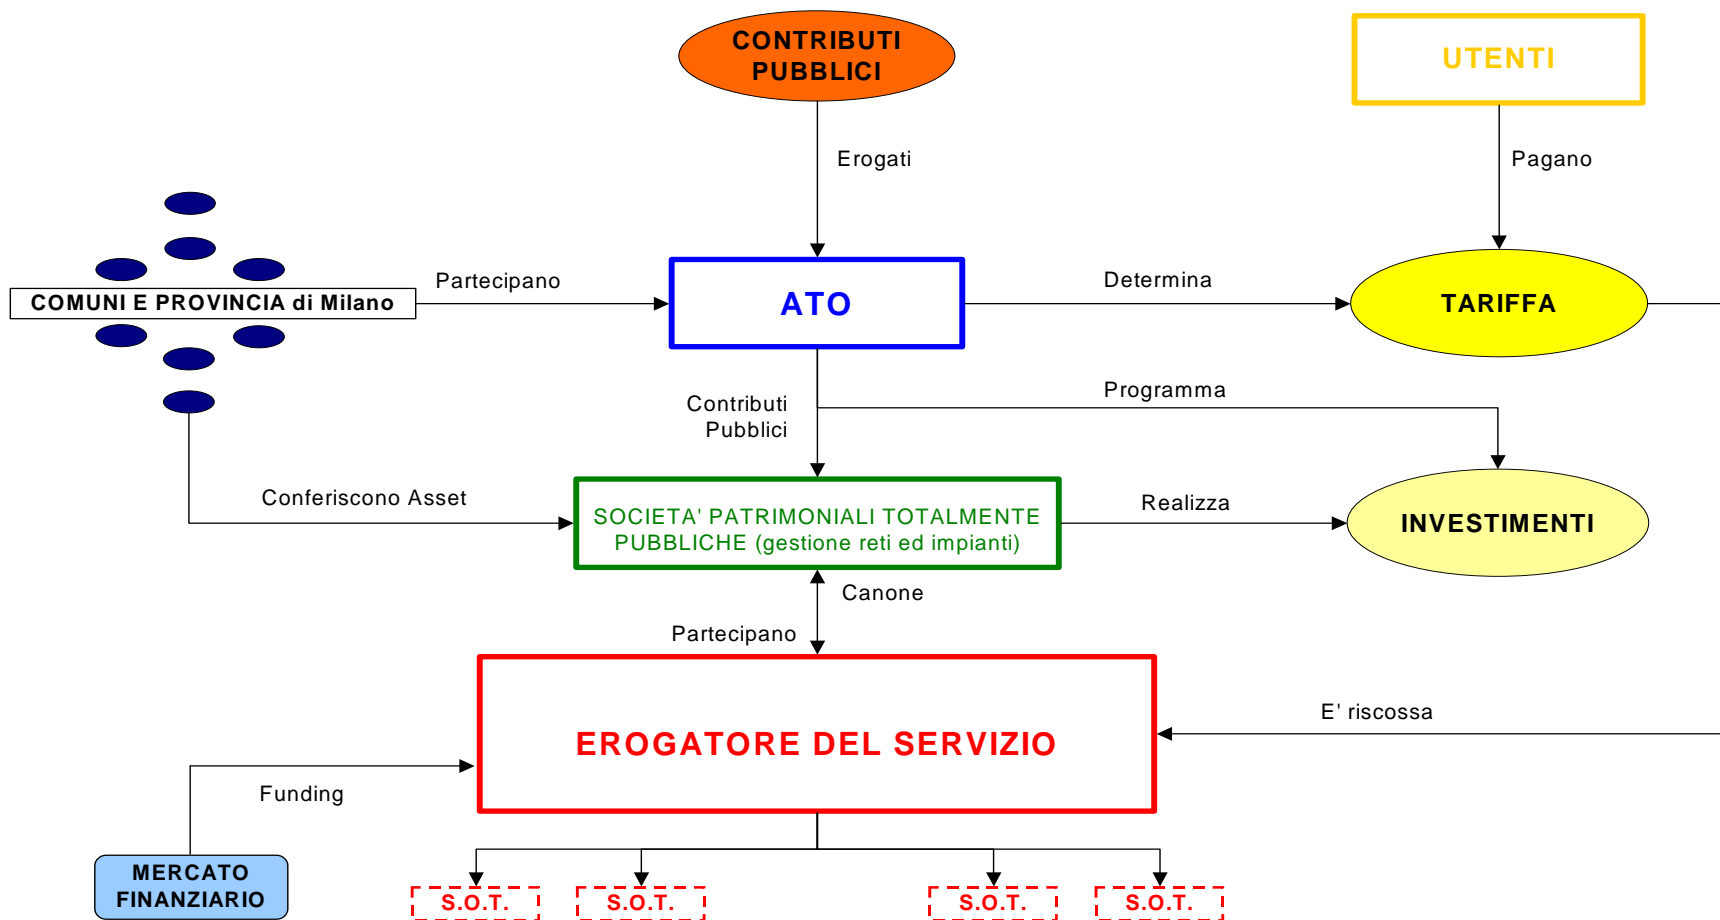 CONTRIBUTI
PUBBLICI
UTENTI
Erogati
Pagano
COMUNI E PROVINCIA di Milano
Partecipano
ATO
Determina
TARIFFA
Contributi
Pubblici
Programma
Conferiscono Asset
SOCIETA' PATRIMONIALI TOTALMENTE
PUBBLICHE (gestione reti ed impianti)
Realizza
INVESTIMENTI
Canone
Partecipano
EROGATORE DEL SERVIZIO
E' riscossa
Funding
MERCATO
FINANZIARIO
S.O.T.
S.O.T.
S.O.T.
S.O.T.